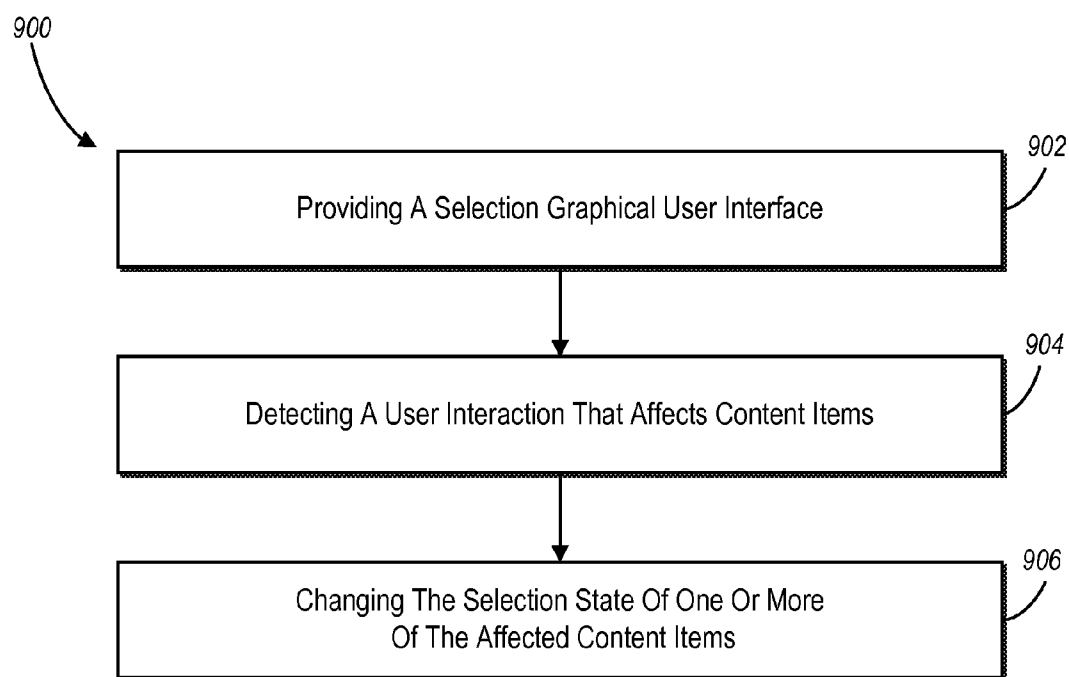 900
902
Providing A Selection Graphical User Interface
904
Detecting A User Interaction That Affects Content Items
906
Changing The Selection State Of One Or More
Of The Affected Content Items